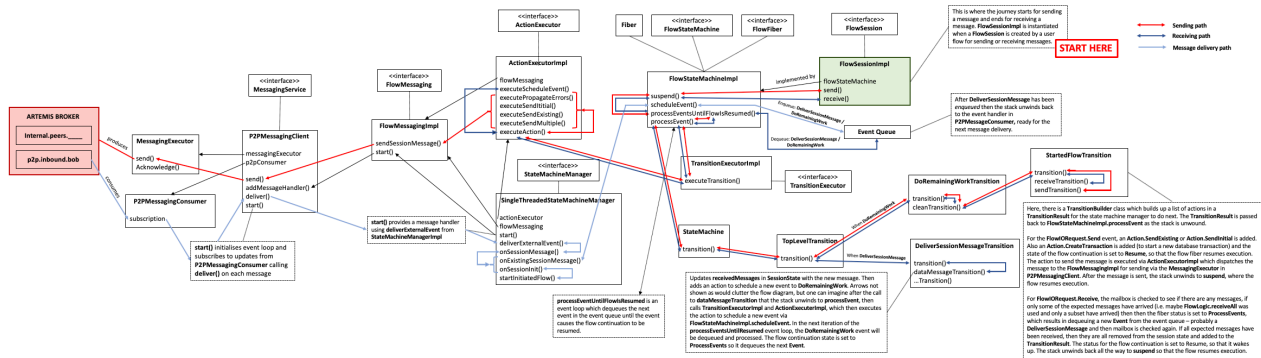 This is where the journey starts for sending
a message and ends for receiving a
message. FlowSessionImpl is instantiated
when a FlowSession is created by a user
flow for sending or receiving messages.
START HERE
Sending path
Receiving path
Message delivery path
<<interface>>
ActionExecutor
Fiber
<<interface>>
FlowStateMachine
<<interface>>
FlowFiber
<<interface>>
FlowSession
ActionExecutorImpl
flowMessaging
executeScheduleEvent()
executePropagateErrors()
executeSendInitial()
executeSendExisting()
executeSendMultiple()
executeAction()
FlowStateMachineImpl
suspend()
scheduleEvent()
processEventsUntilFlowIsResumed()
processEvent()
implemented by
FlowSessionImpl
flowStateMachine
send()
receive()
Enqueue: DeliverSessionMessage /
DoRemainingWork
Dequeue: DeliverSessionMessage /
DoRemainingWork
Event Queue
After DeliverSessionMessage has been
enqueued then the stack unwinds back
to the event handler in
P2PMessageConsumer, ready for the
next message delivery.
<<interface>>
MessagingService
<<interface>>
FlowMessaging
ARTEMIS BROKER
Internal.peers.____
p2p.inbound.bob
produces
consumes
MessagingExecutor
send()
Acknowledge()
P2PMessagingClient
messagingExecutor
p2pConsumer
send()
addMessageHandler()
deliver()
start()
FlowMessagingImpl
sendSessionMessage()
start()
P2PMessagingConsumer
subscription
start() initialises event loop and
subscribes to updates from
P2PMessagingConsumer calling
deliver() on each message
start() provides a message handler
using deliverExternalEvent from
StateMachineManagerImpl
<<interface>>
StateMachineManager
SingleThreadedStateMachineManager
actionExecutor
flowMessaging
start()
deliverExternalEvent()
onSessionMessage()
onExistingSessionMessage()
onSessionInit()
startInitiatedFlow()
TransitionExecutorImpl
executeTransition()
<<interface>>
TransitionExecutor
processEventUntilFlowIsResumed is an
event loop which dequeues the next
event in the event queue until the event
causes the flow continuation to be
resumed.
StateMachine
transition()
TopLevelTransition
transition()
When DoRemainingWork
When DeliverSessionMessage
DoRemainingWorkTransition
transition()
cleanTransition()
StartedFlowTransition
transition()
receiveTransition()
sendTransition()
DeliverSessionMessageTransition
transition()
dataMessageTransition()
...Transition()
Updates receivedMessages in SessionState with the new message. Then
adds an action to schedule a new event to DoRemainingWork. Arrows not
shown as would clutter the flow diagram, but one can imagine after the call
to dataMessageTransition that the stack unwinds to processEvent, then
calls TransitionExecutorImpl and ActionExecutorImpl, which then executes
the action to schedule a new event via
FlowStateMachineImpl.scheduleEvent. In the next iteration of the
processEventsUntilResumed event loop, the DoRemainingWork event will
be dequeued and processed. The flow continuation state is set to
ProcessEvents so it dequeues the next Event.
Here, there is a TransitionBuilder class which builds up a list of actions in a
TransitionResult for the state machine manager to do next. The TransitionResult is passed
back to FlowStateMachineImpl.processEvent as the stack is unwound.
For the FlowIORequest.Send event, an Action.SendExisting or Action.SendInitial is added.
Also an Action.CreateTransaction is added (to start a new database transaction) and the
state of the flow continuation is set to Resume, so that the flow fiber resumes execution.
The action to send the message is executed via ActionExecutorImpl which dispatches the
message to the FlowMessagingImpl for sending via the MessagingExecutor in
P2PMessagingClient. After the message is sent, the stack unwinds to suspend, where the
flow resumes execution.
For FlowIORequest.Receive, the mailbox is checked to see if there are any messages, if
only some of the expected messages have arrived (i.e. maybe FlowLogic.receiveAll was
used and only a subset have arrived) then then the fiber status is set to ProcessEvents,
which results in dequeuing a new Event from the event queue – probably a
DeliverSessionMessage and then mailbox is checked again. If all expected messages have
been received, then they are all removed from the session state and added to the
TransitionResult. The status for the flow continuation is set to Resume, so that it wakes
up. The stack unwinds back all the way to suspend so that the flow resumes execution.